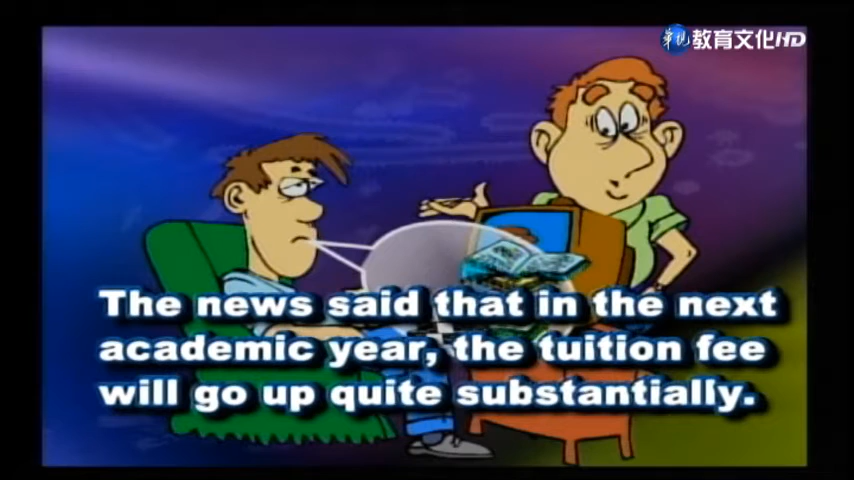 華視 教育文化HD
The news said that in the next
academic year, the tuition fee
will go up quite substantially.